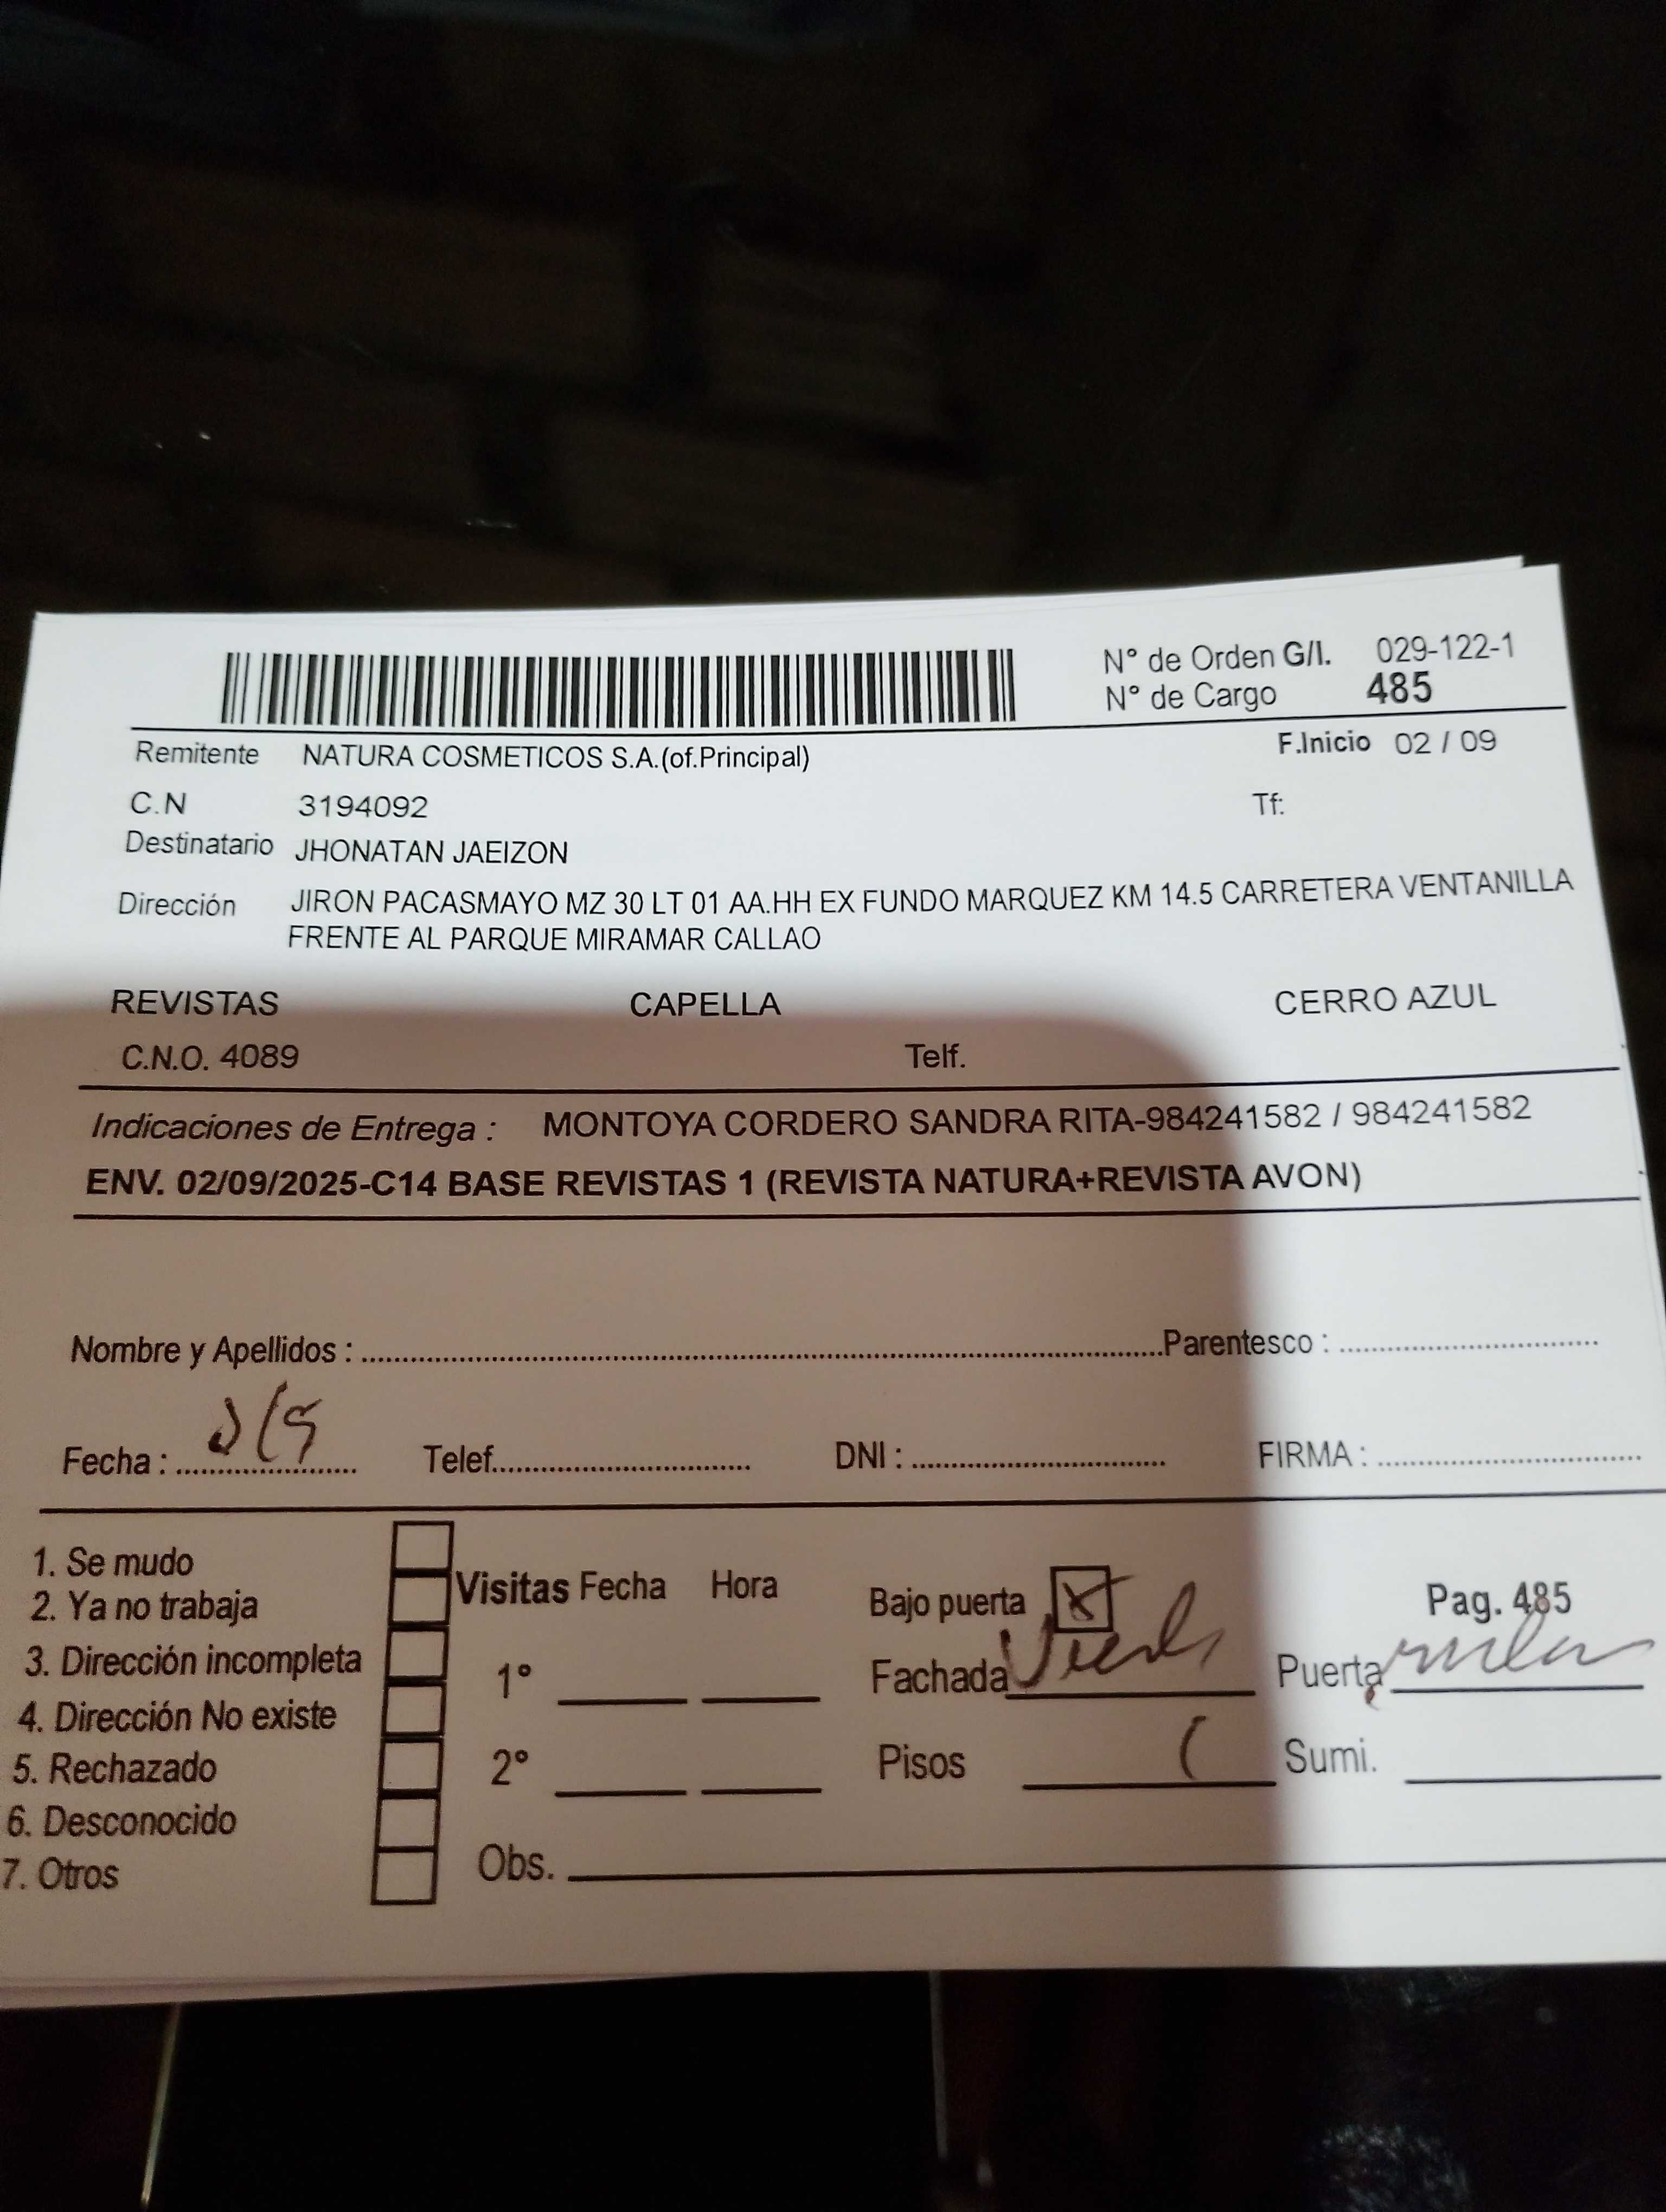 N° de Orden G/I. 029-122-1
N° de Cargo 485
Remitente NATURA COSMETICOS S.A.(of.Principal) F.Inicio 02 / 09
C.N 3194092 Tf:
Destinatario JHONATAN JAEIZON
Dirección JIRON PACASMAYO MZ 30 LT 01 AA.HH EX FUNDO MARQUEZ KM 14.5 CARRETERA VENTANILLA
FRENTE AL PARQUE MIRAMAR CALLAO
REVISTAS CAPELLA CERRO AZUL
C.N.O. 4089 Telf.
Indicaciones de Entrega : MONTOYA CORDERO SANDRA RITA-984241582 / 984241582
ENV. 02/09/2025-C14 BASE REVISTAS 1 (REVISTA NATURA+REVISTA AVON)
Nombre y Apellidos : Parentesco :
Fecha : Telef. DNI : FIRMA :
1. Se mudo
2. Ya no trabaja
3. Dirección incompleta
4. Dirección No existe
5. Rechazado
6. Desconocido
7. Otros
Visitas Fecha Hora
1°
2°
Obs.
Bajo puerta X Pag. 485
Fachada Puerta
Pisos Sumi.